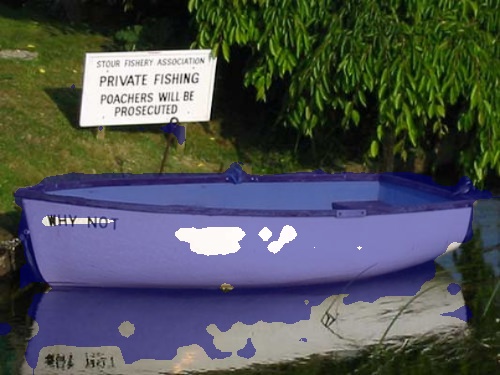 STOUR FISHERY ASSOCIATION
PRIVATE FISHING
POACHERS WILL BE
PROSECUTED
WHY NOT